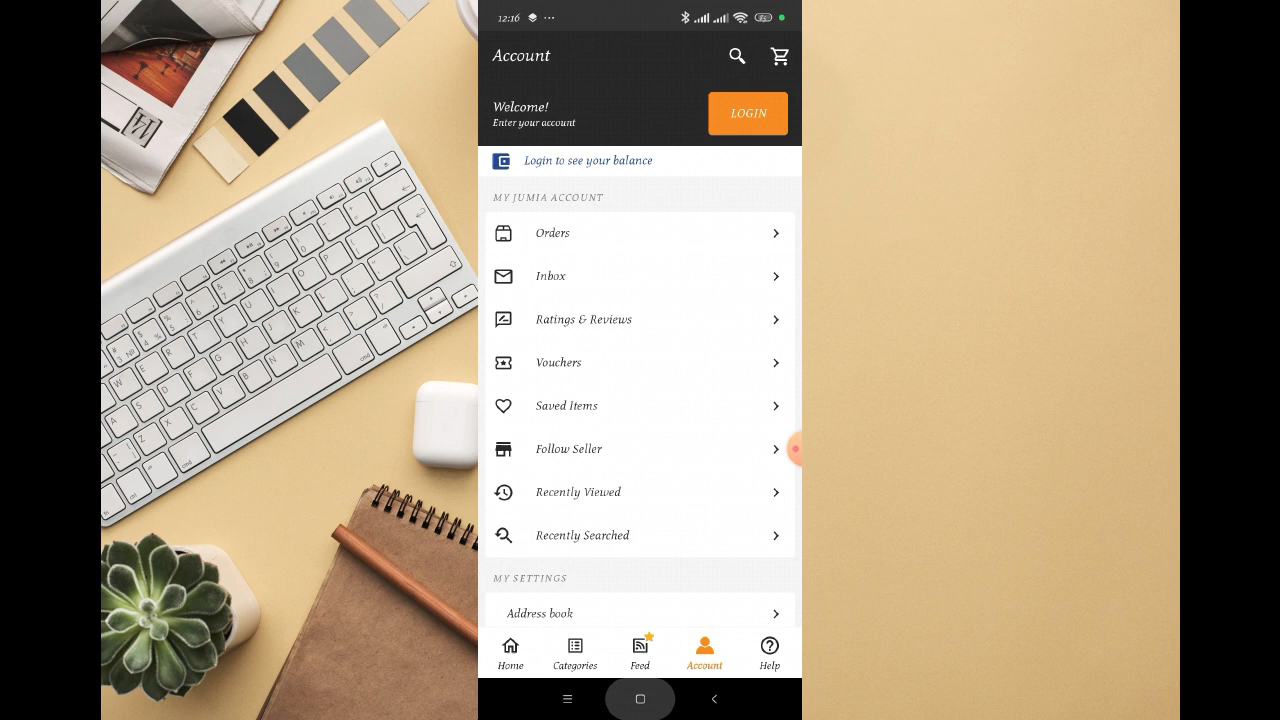 12:16
Account
Welcome!
Enter your account
LOGIN
Login to see your balance
MY JUMIA ACCOUNT
Orders
Inbox
Ratings & Reviews
Vouchers
Saved Items
Follow Seller
Recently Viewed
Recently Searched
MY SETTINGS
Address book
Home
Categories
Feed
Account
Help